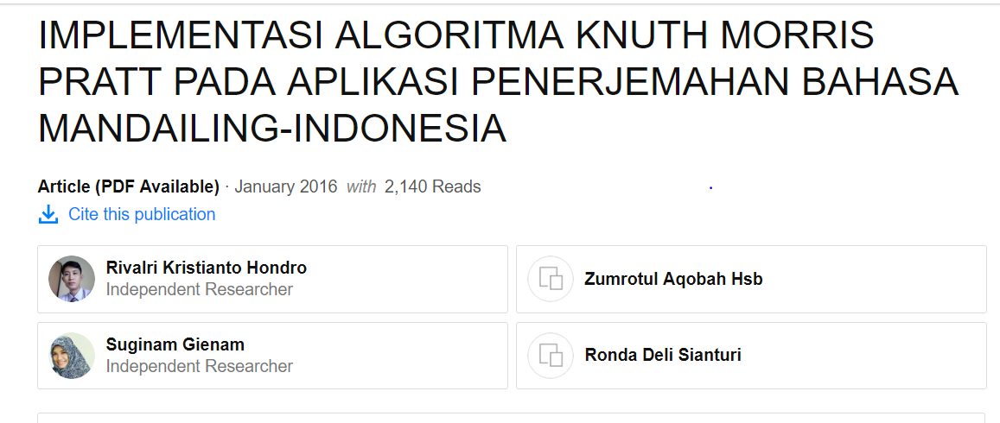 IMPLEMENTASI ALGORITMA KNUTH MORRIS
PRATT PADA APLIKASI PENERJEMAHAN BAHASA
MANDAILING-INDONESIA
Article (PDF Available) · January 2016 with 2,140 Reads
Cite this publication
Rivalri Kristianto Hondro
Independent Researcher
Zumrotul Aqobah Hsb
Suginam Gienam
Independent Researcher
Ronda Deli Sianturi